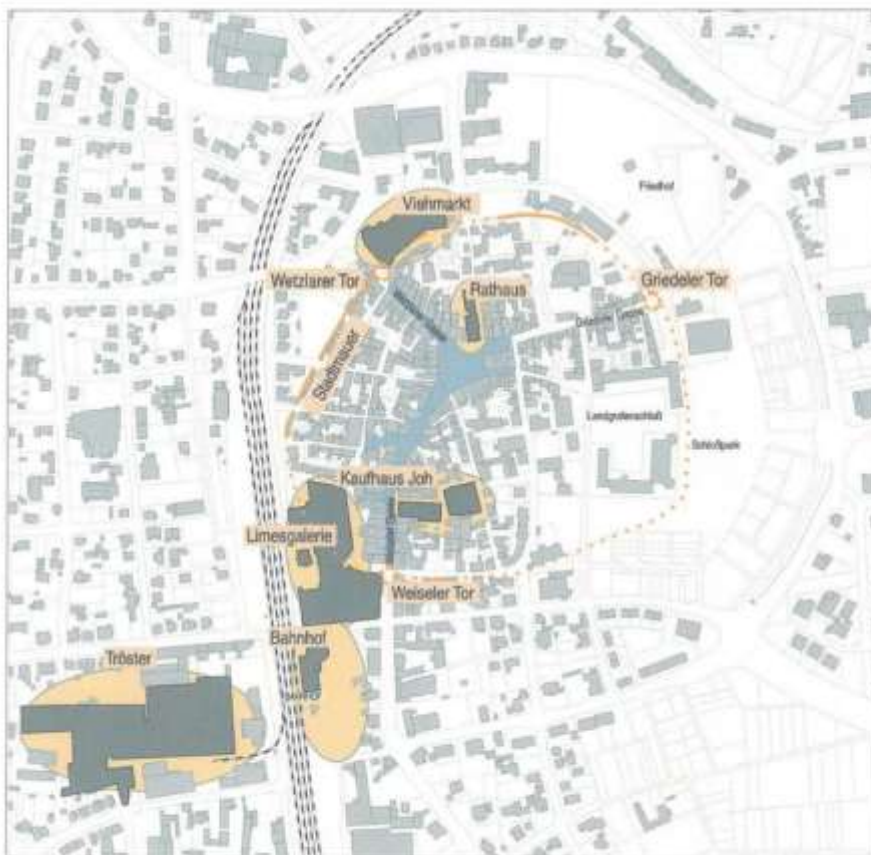 Friedhof
Viehmarkt
Wetzlarer Tor
Rathaus
Griedeler Tor
Stadtmauer
Landgrafenschloß
Schloßpark
Kaufhaus Joh
Limesgalerie
Weiseler Tor
Bahnhof
Tröster